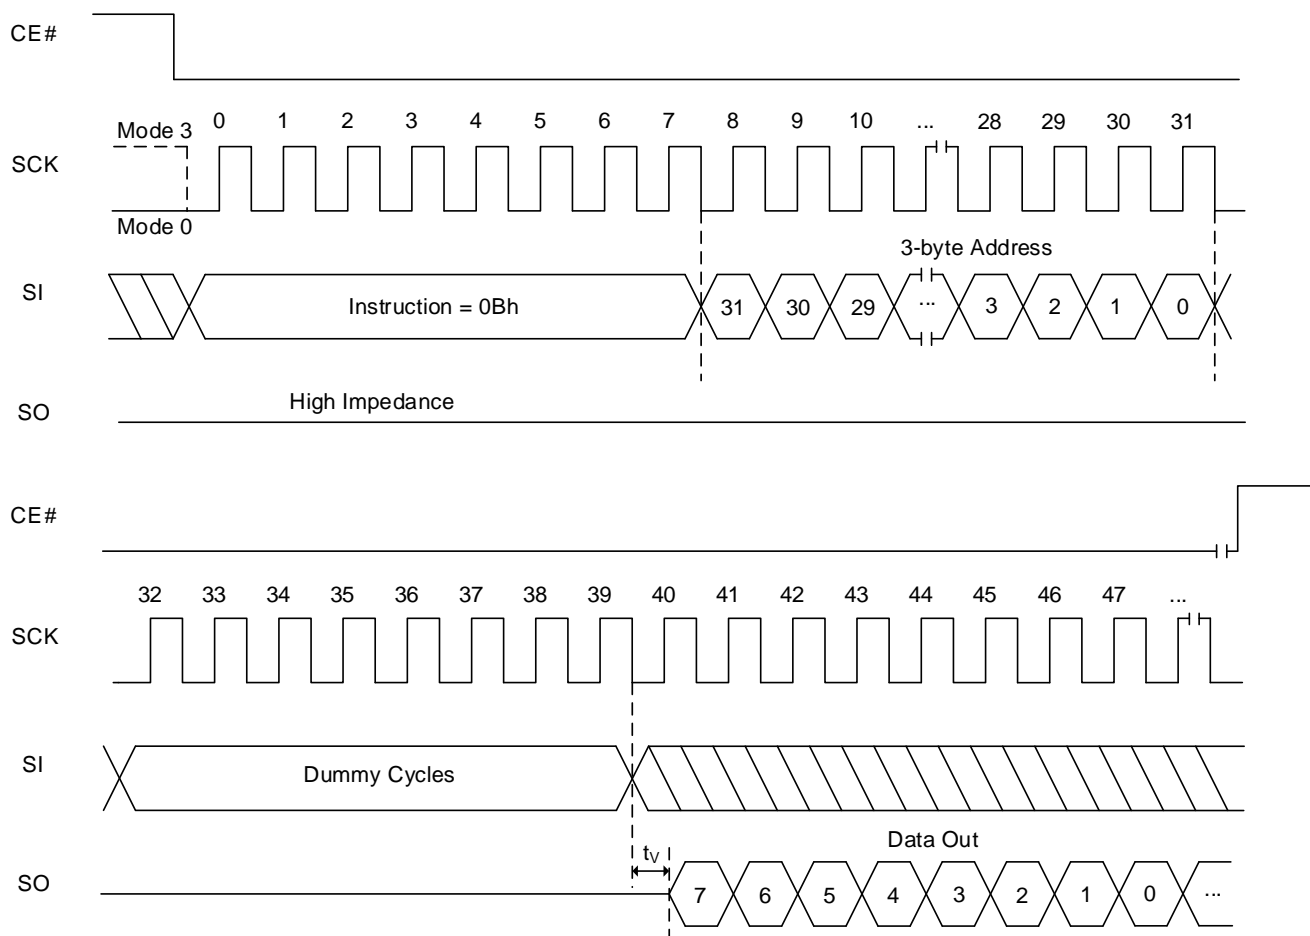 CE#
Mode 3 0 1 2 3 4 5 6 7 8 9 10 ... 28 29 30 31
SCK
Mode 0
3-byte Address
SI Instruction = 0Bh 31 30 29 ... 3 2 1 0
SO High Impedance
CE#
32 33 34 35 36 37 38 39 40 41 42 43 44 45 46 47 ...
SCK
SI Dummy Cycles
Data Out
tV
SO 7 6 5 4 3 2 1 0 ...